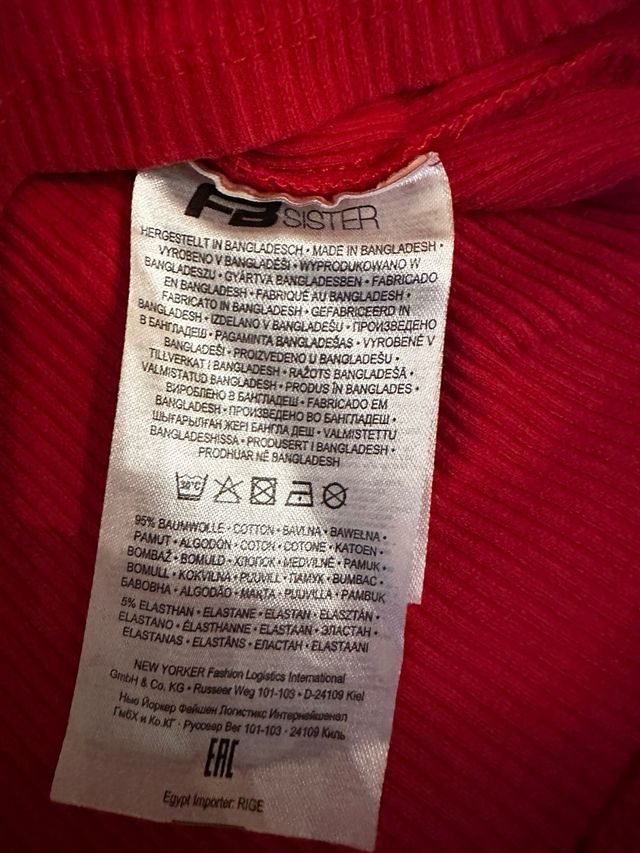 FB SISTER
HERGESTELLT IN BANGLADESCH • MADE IN BANGLADESH •
VYROBENO V BANGLADÉŠI • WYPRODUKOWANO W
BANGLADESZU • GYÁRTVA BANGLADESBEN • FABRICADO
EN BANGLADESH • FABRIQUÉ AU BANGLADESH •
FABRICATO IN BANGLADESH • GEFABRICEERD IN
BANGLADESH • IZDELANO V BANGLADEŠU • ПРОИЗВЕДЕНО
В БАНГЛАДЕШ • PAGAMINTA BANGLADEŠAS • VYROBENÉ V
BANGLADÉŠI • PROIZVEDENO U BANGLADEŠU •
TILLVERKAT I BANGLADESH • RAŽOTS BANGLADEŠĀ •
VALMISTATUD BANGLADESH • PRODUS ÎN BANGLADES •
ВИРОБЛЕНО В БАНГЛАДЕШ • FABRICADO EM
BANGLADESH • ПРОИЗВЕДЕНО ВО БАНГЛАДЕШ •
ШЫҒАРЫЛҒАН ЖЕРІ БАНГЛА ДЕШ • VALMISTETTU
BANGLADESHISSA • PRODUSERT I BANGLADESH •
PRODHUAR NË BANGLADESH
30°C
95% BAUMWOLLE • COTTON • BAVLNA • BAWEŁNA •
PAMUT • ALGODÓN • COTON • COTONE • KATOEN •
BOMBAŽ • BOMULD • ХЛОПОК • MEDVILNĖ • PAMUK •
BOMULL • KOKVILNA • PUUVILL • ПАМУК • BUMBAC •
БАВОВНА • ALGODÃO • МАКТА • PUUVILLA • PAMBUK
5% ELASTHAN • ELASTANE • ELASTAN • ELASZTÁN •
ELASTANO • ÉLASTHANNE • ELASTAAN • ЭЛАСТАН •
ELASTANAS • ELASTĀNS • ЕЛАСТАН • ELASTAANI
NEW YORKER Fashion Logistics International
GmbH & Co. KG • Russeer Weg 101-103 • D-24109 Kiel
Нью Йоркер Фейшен Логистикс Интернейшенел
ГмбХ и Ко.КГ · Руссеер Вег 101-103 · 24109 Киль
EAC
Egypt Importer: RIGE